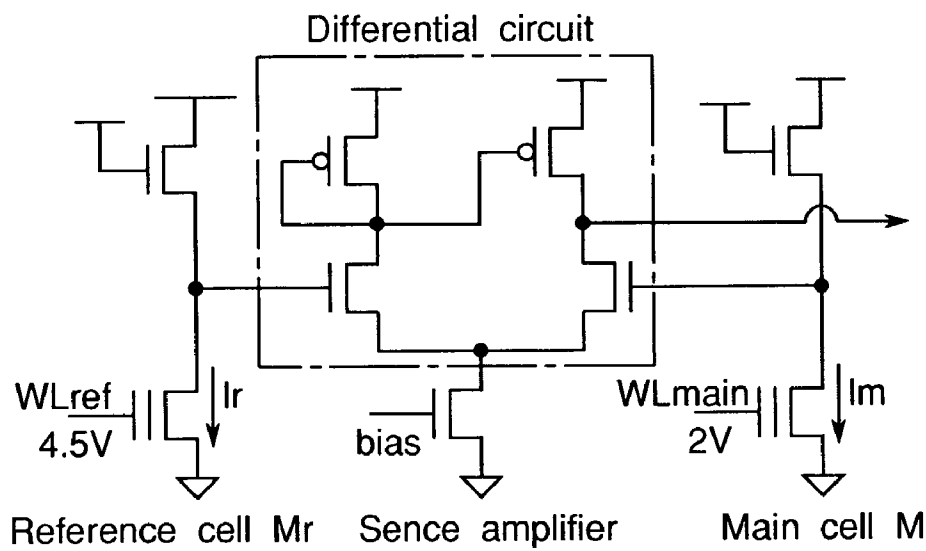 Differential circuit
WLref
4.5V
Ir
bias
WLmain
2V
Im
Reference cell Mr
Sence amplifier
Main cell M